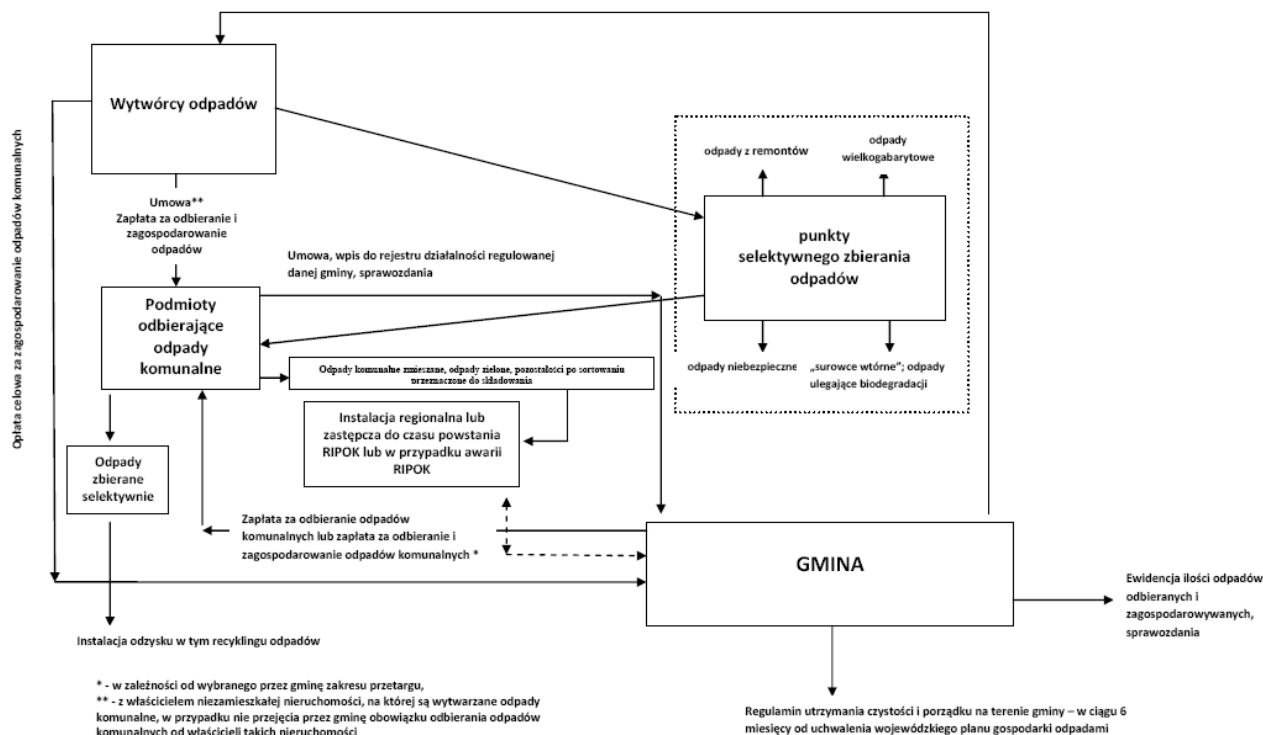 Wytwórcy odpadów
Opłata celowa za zagospodarowanie odpadów komunalnych
Umowa**
Zapłata za odbieranie i
zagospodarowanie
odpadów
odpady z remontów
odpady
wielkogabarytowe
punkty
selektywnego zbierania
odpadów
odpady niebezpieczne
„surowce wtórne”; odpady
ulegające biodegradacji
Umowa, wpis do rejestru działalności regulowanej
danej gminy, sprawozdania
Podmioty
odbierające
odpady
komunalne
Odpady komunalne zmieszane, odpady zielone, pozostałości po sortowaniu
przeznaczone do składowania
Instalacja regionalna lub
zastępcza do czasu powstania
RIPOK lub w przypadku awarii
RIPOK
Odpady
zbierane
selektywnie
Zapłata za odbieranie odpadów
komunalnych lub zapłata za odbieranie i
zagospodarowanie odpadów komunalnych *
GMINA
Ewidencja ilości odpadów
odbieranych i
zagospodarowywanych,
sprawozdania
Instalacja odzysku w tym recyklingu odpadów
* - w zależności od wybranego przez gminę zakresu przetargu,
** - z właścicielem niezamieszkałej nieruchomości, na której są wytwarzane odpady
komunalne, w przypadku nie przejęcia przez gminę obowiązku odbierania odpadów
komunalnych od właścicieli takich nieruchomości
Regulamin utrzymania czystości i porządku na terenie gminy – w ciągu 6
miesięcy od uchwalenia wojewódzkiego planu gospodarki odpadami